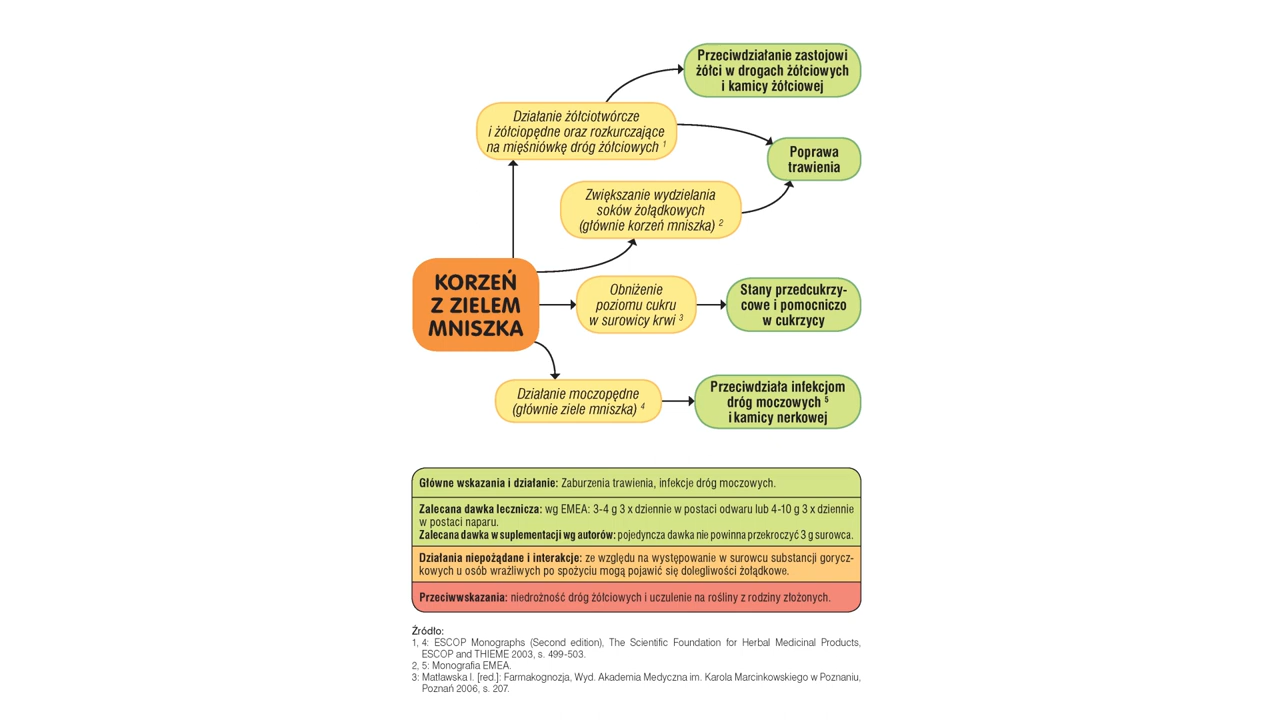 Przeciwdziałanie zastojowi
żółci w drogach żółciowych
i kamicy żółciowej
Działanie żółciotwórcze
i żółciopędne oraz rozkurczające
na mięśniówkę dróg żółciowych 1
Poprawa
trawienia
Zwiększanie wydzielania
soków żołądkowych
(głównie korzeń mniszka) 2
KORZEŃ
Z ZIELEM
MNISZKA
Obniżenie
poziomu cukru
w surowicy krwi 3
Stany przedcukrzy-
cowe i pomocniczo
w cukrzycy
Działanie moczopędne
(głównie ziele mniszka) 4
Przeciwdziała infekcjom
dróg moczowych 5
i kamicy nerkowej
Główne wskazania i działanie: Zaburzenia trawienia, infekcje dróg moczowych.
Zalecana dawka lecznicza: wg EMEA: 3-4 g 3 x dziennie w postaci odwaru lub 4-10 g 3 x dziennie
w postaci naparu.
Zalecana dawka w suplementacji wg autorów: pojedyncza dawka nie powinna przekroczyć 3 g surowca.
Działania niepożądane i interakcje: ze względu na występowanie w surowcu substancji gorycz-
kowych u osób wrażliwych po spożyciu mogą pojawić się dolegliwości żołądkowe.
Przeciwwskazania: niedrożność dróg żółciowych i uczulenie na rośliny z rodziny złożonych.
Źródło:
1, 4: ESCOP Monographs (Second edition), The Scientific Foundation for Herbal Medicinal Products,
ESCOP and THIEME 2003, s. 499-503.
2, 5: Monografia EMEA.
3: Matławska I. [red.]: Farmakognozja, Wyd. Akademia Medyczna im. Karola Marcinkowskiego w Poznaniu,
Poznań 2006, s. 207.